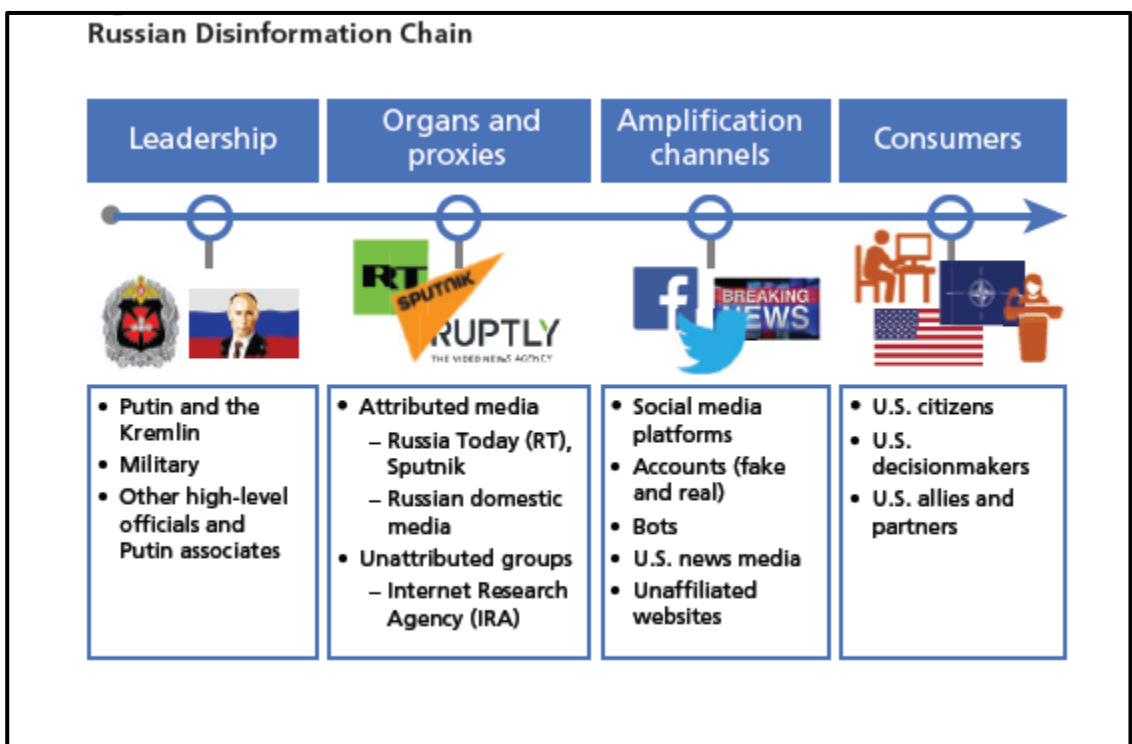 Russian Disinformation Chain
Leadership
Organs and
proxies
Amplification
channels
Consumers
RT
SPUTNIK
RUPTLY
THE VIDEO NEWS AGENCY
f
BREAKING
NEWS
• Putin and the
Kremlin
• Military
• Other high-level
officials and
Putin associates
• Attributed media
– Russia Today (RT),
Sputnik
– Russian domestic
media
• Unattributed groups
– Internet Research
Agency (IRA)
• Social media
platforms
• Accounts (fake
and real)
• Bots
• U.S. news media
• Unaffiliated
websites
• U.S. citizens
• U.S.
decisionmakers
• U.S. allies and
partners